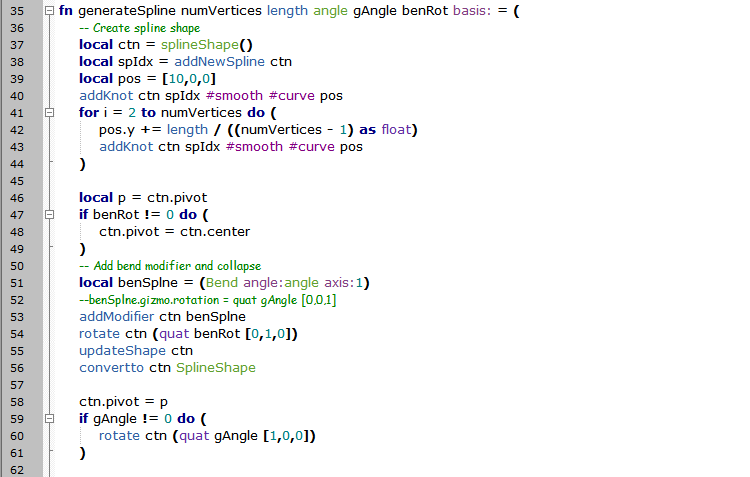 35 fn generateSpline numVertices length angle gAngle benRot basis: = (
36 -- Create spline shape
37 local ctn = splineShape()
38 local spIdx = addNewSpline ctn
39 local pos = [10,0,0]
40 addKnot ctn spIdx #smooth #curve pos
41 for i = 2 to numVertices do (
42 pos.y += length / ((numVertices - 1) as float)
43 addKnot ctn spIdx #smooth #curve pos
44 )
45
46 local p = ctn.pivot
47 if benRot != 0 do (
48 ctn.pivot = ctn.center
49 )
50 -- Add bend modifier and collapse
51 local benSplne = (Bend angle:angle axis:1)
52 --benSplne.gizmo.rotation = quat gAngle [0,0,1]
53 addModifier ctn benSplne
54 rotate ctn (quat benRot [0,1,0])
55 updateShape ctn
56 convertto ctn SplineShape
57
58 ctn.pivot = p
59 if gAngle != 0 do (
60 rotate ctn (quat gAngle [1,0,0])
61 )
62